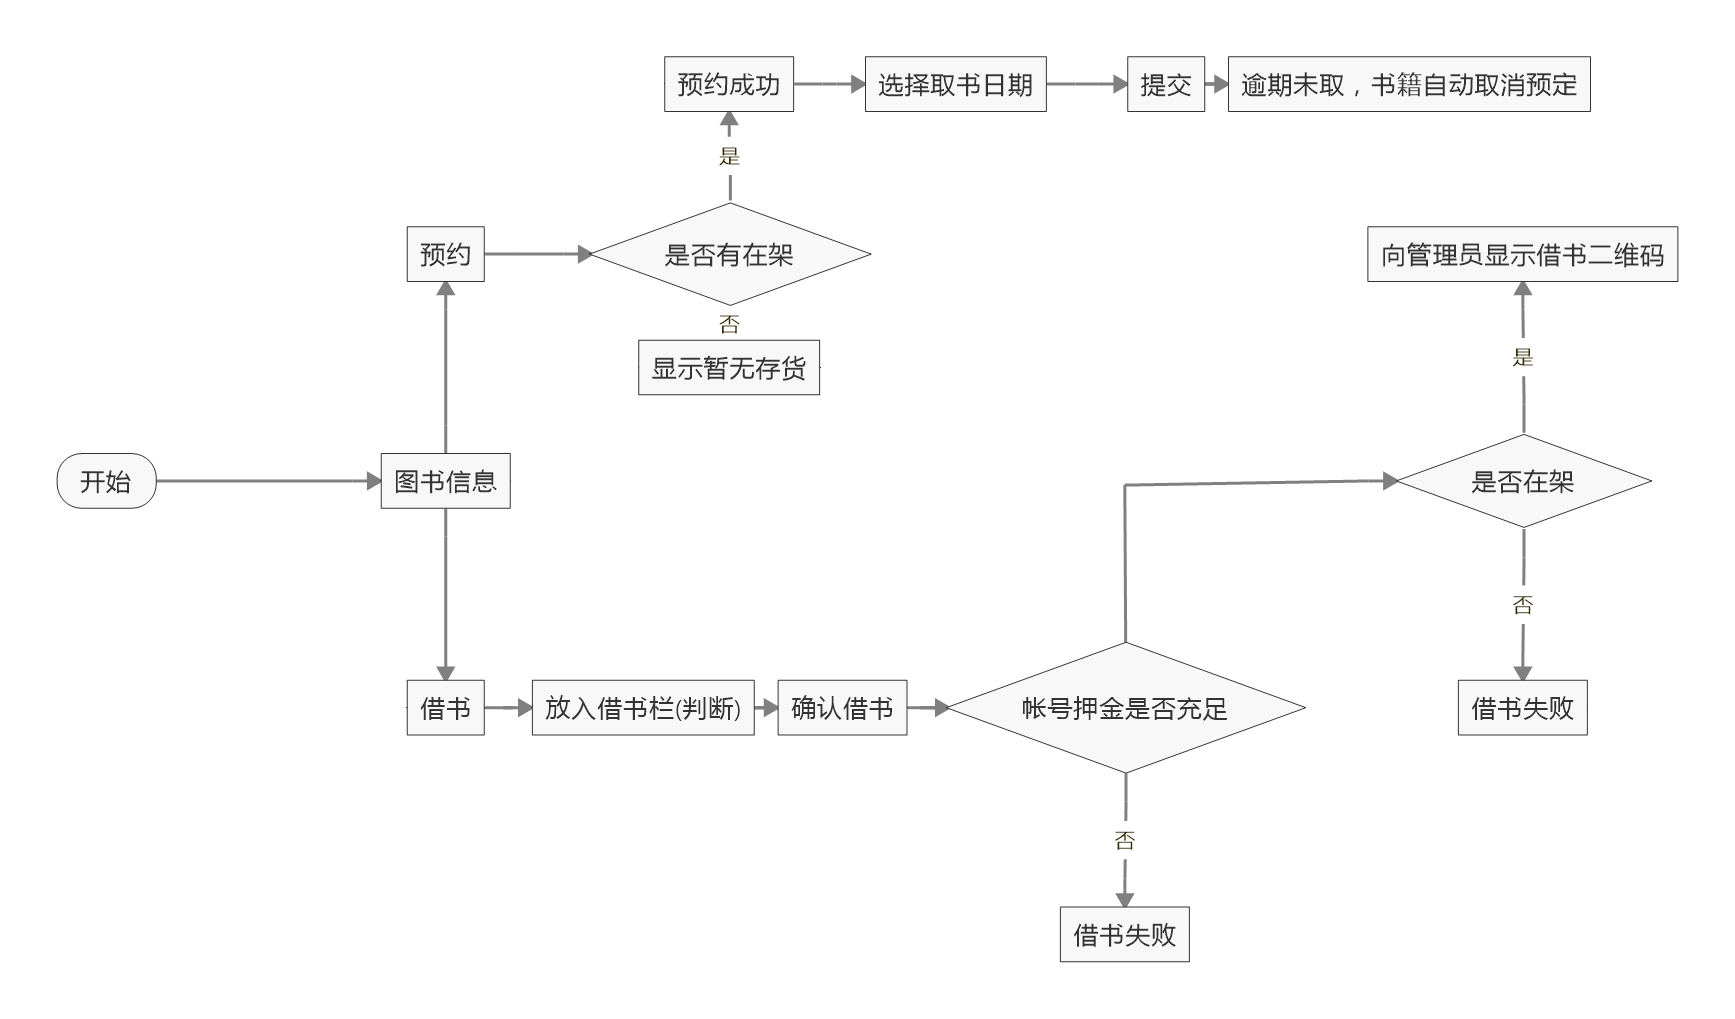 预约成功
选择取书日期
提交
逾期未取，书籍自动取消预定
是
预约
是否有在架
向管理员显示借书二维码
否
显示暂无存货
是
开始
图书信息
是否在架
否
借书
放入借书栏(判断)
确认借书
帐号押金是否充足
借书失败
否
借书失败